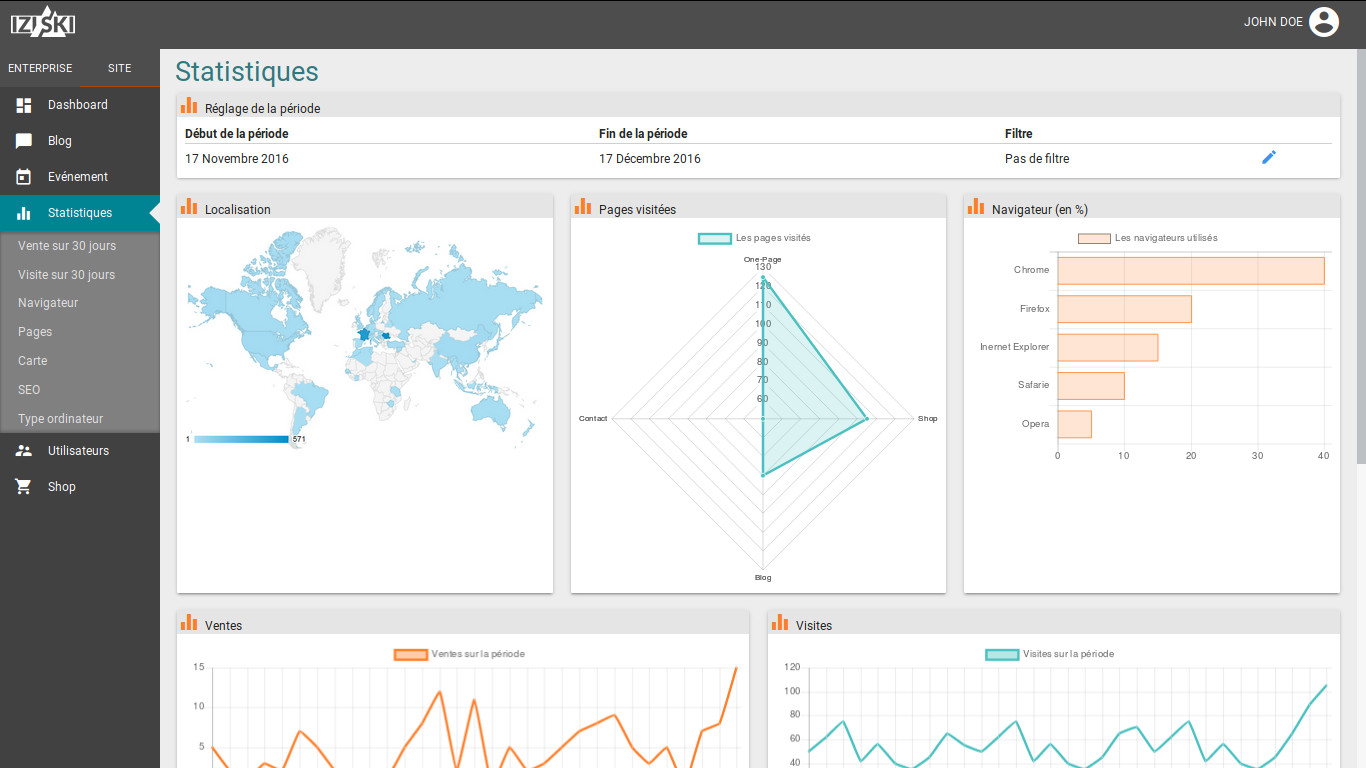 IZI SKI
JOHN DOE
ENTERPRISE SITE
Dashboard
Blog
Evénement
Statistiques
Vente sur 30 jours
Visite sur 30 jours
Navigateur
Pages
Carte
SEO
Type ordinateur
Utilisateurs
Shop
Statistiques
Réglage de la période
Début de la période Fin de la période Filtre
17 Novembre 2016 17 Décembre 2016 Pas de filtre
Localisation
1 571
Pages visitées
Les pages visités
One-Page
130
120
110
100
90
80
70
60
Contact Shop
Blog
Navigateur (en %)
Les navigateurs utilisés
Chrome
Firefox
Inernet Explorer
Safarie
Opera
0 10 20 30 40
Ventes
Ventes sur la période
15
10
5
Visites
Visites sur la période
120
100
80
60
40